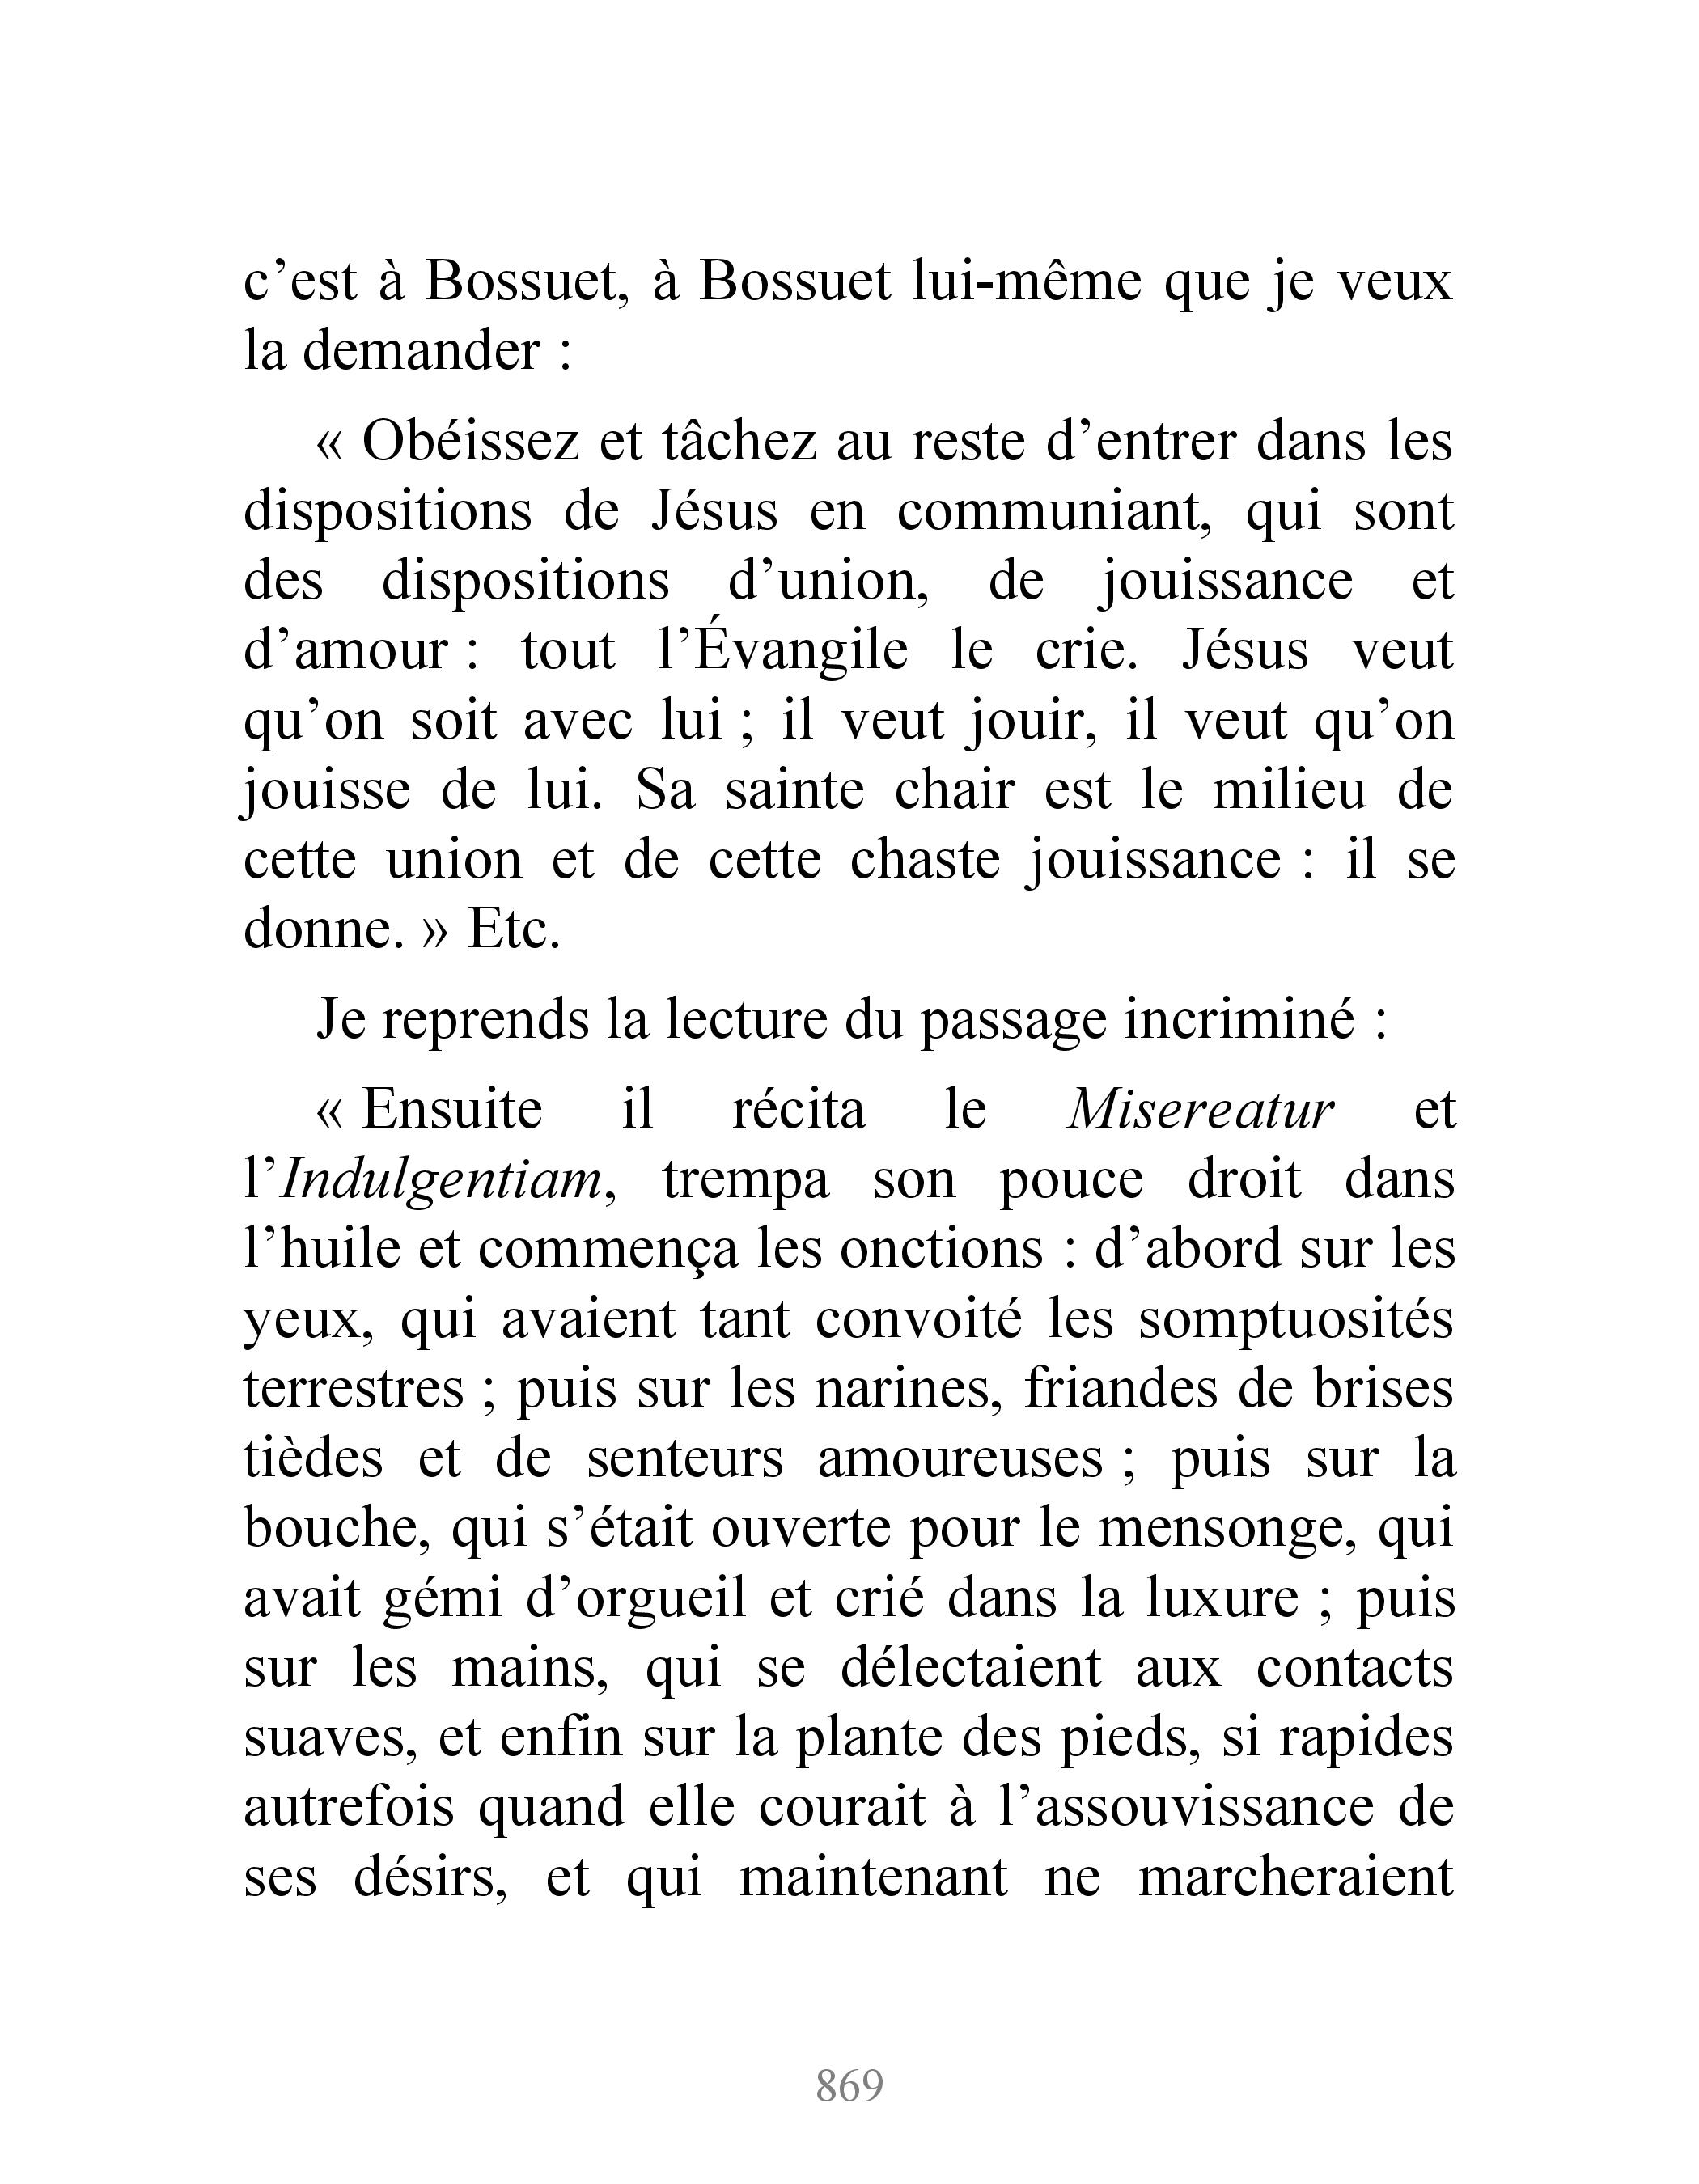 c’est à Bossuet, à Bossuet lui-même que je veux
la demander :
« Obéissez et tâchez au reste d’entrer dans les
dispositions de Jésus en communiant, qui sont
des dispositions d’union, de jouissance et
d’amour : tout l’Évangile le crie. Jésus veut
qu’on soit avec lui ; il veut jouir, il veut qu’on
jouisse de lui. Sa sainte chair est le milieu de
cette union et de cette chaste jouissance : il se
donne. » Etc.
Je reprends la lecture du passage incriminé :
« Ensuite il récita le Misereatur et
l’Indulgentiam, trempa son pouce droit dans
l’huile et commença les onctions : d’abord sur les
yeux, qui avaient tant convoité les somptuosités
terrestres ; puis sur les narines, friandes de brises
tièdes et de senteurs amoureuses ; puis sur la
bouche, qui s’était ouverte pour le mensonge, qui
avait gémi d’orgueil et crié dans la luxure ; puis
sur les mains, qui se délectaient aux contacts
suaves, et enfin sur la plante des pieds, si rapides
autrefois quand elle courait à l’assouvissance de
ses désirs, et qui maintenant ne marcheraient
869